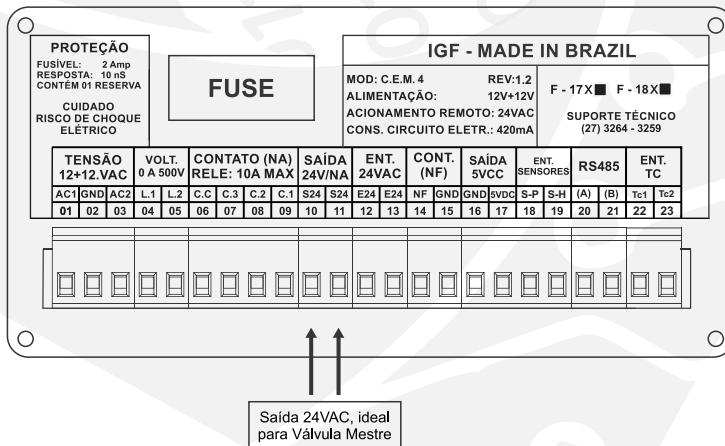 PROTEÇÃO
FUSÍVEL: 2 Amp
RESPOSTA: 10 nS
CONTÉM 01 RESERVA
CUIDADO
RISCO DE CHOQUE
ELÉTRICO
FUSE
IGF - MADE IN BRAZIL
MOD: C.E.M. 4 REV:1.2
ALIMENTAÇÃO: 12V+12V
ACIONAMENTO REMOTO: 24VAC
CONS. CIRCUITO ELETR.: 420mA
F - 17X■ F - 18X■
SUPORTE TÉCNICO
(27) 3264 - 3259
TENSÃO VOLT. CONTATO (NA) SAÍDA ENT. CONT. SAÍDA ENT. RS485 ENT.
12+12.VAC 0 A 500V RELE: 10A MAX 24V/NA 24VAC (NF) 5VCC SENSORES TC
AC1 GND AC2 L.1 L.2 C.C C.3 C.2 C.1 S24 S24 E24 E24 NF GND GND 5VDC S-P S-H (A) (B) Tc1 Tc2
01 02 03 04 05 06 07 08 09 10 11 12 13 14 15 16 17 18 19 20 21 22 23
Saída 24VAC, ideal
para Válvula Mestre